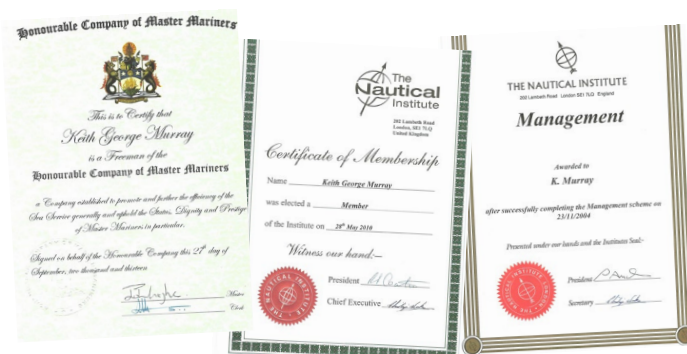 Honourable Company of Master Mariners
This is to Certify that
Keith George Murray
is a Freeman of the
Honourable Company of Master Mariners
a Company established to promote and further the efficiency of the
Sea Service generally and uphold the Status, Dignity and Prestige
of Master Mariners in particular.
Signed on behalf of the Honourable Company this 27th day of
September, two thousand and thirteen
Master
Clerk
The
Nautical
Institute
202 Lambeth Road
London, SE1 7LQ
United Kingdom
Certificate of Membership
Name Keith George Murray
was elected a Member
of the Institute on 28th May 2010
Witness our hand:-
President
Chief Executive
THE NAUTICAL INSTITUTE
THE NAUTICAL INSTITUTE
202 Lambeth Road London SE1 7LQ England
Management
Awarded to
K. Murray
after successfully completing the Management scheme on
23/11/2004
Presented under our hands and the Institutes Seal:-
President
Secretary